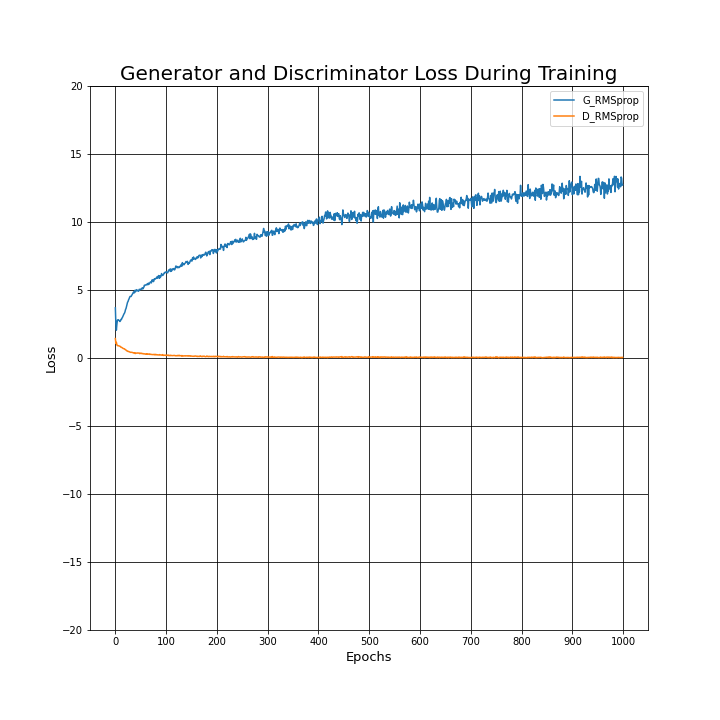 Generator and Discriminator Loss During Training
G_RMSprop
D_RMSprop
20
15
10
5
0
−5
−10
−15
−20
Loss
0 100 200 300 400 500 600 700 800 900 1000
Epochs